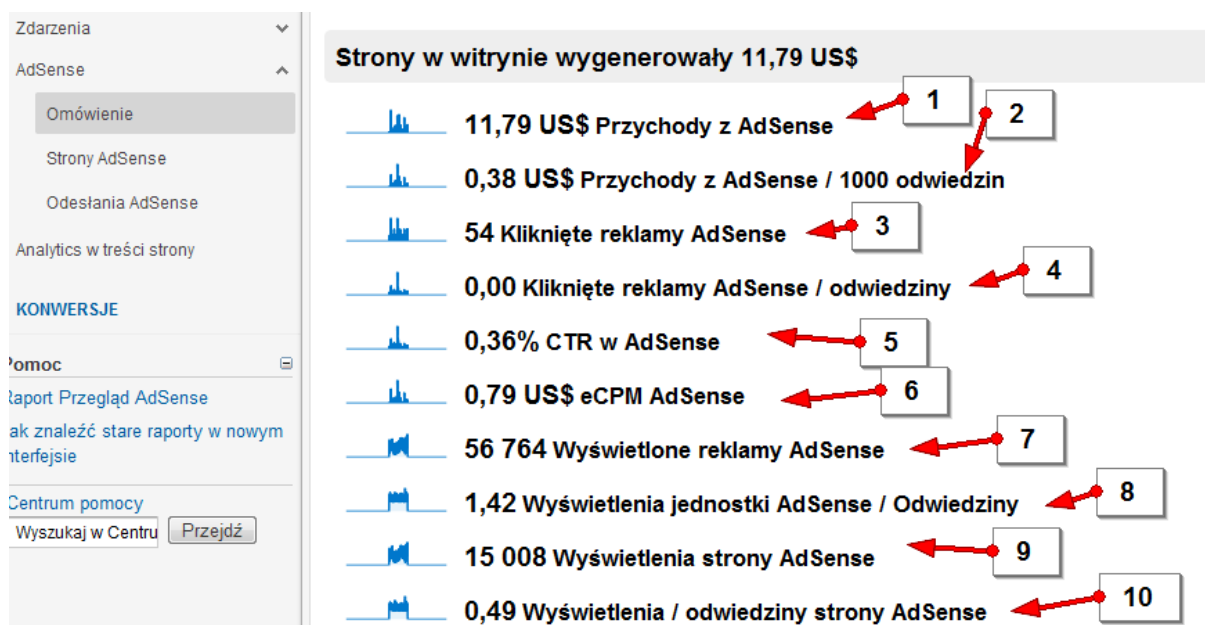 Zdarzenia
AdSense
Omówienie
Strony AdSense
Odesłania AdSense
Analytics w treści strony
KONWERSJE
Pomoc
Raport Przegląd AdSense
ak znaleźć stare raporty w nowym
nterfejsie
Centrum pomocy
Wyszukaj w Centru Przejdź
Strony w witrynie wygenerowały 11,79 US$
11,79 US$ Przychody z AdSense 1
0,38 US$ Przychody z AdSense / 1000 odwiedzin 2
54 Kliknięte reklamy AdSense 3
0,00 Kliknięte reklamy AdSense / odwiedziny 4
0,36% CTR w AdSense 5
0,79 US$ eCPM AdSense 6
56 764 Wyświetlone reklamy AdSense 7
1,42 Wyświetlenia jednostki AdSense / Odwiedziny 8
15 008 Wyświetlenia strony AdSense 9
0,49 Wyświetlenia / odwiedziny strony AdSense 10